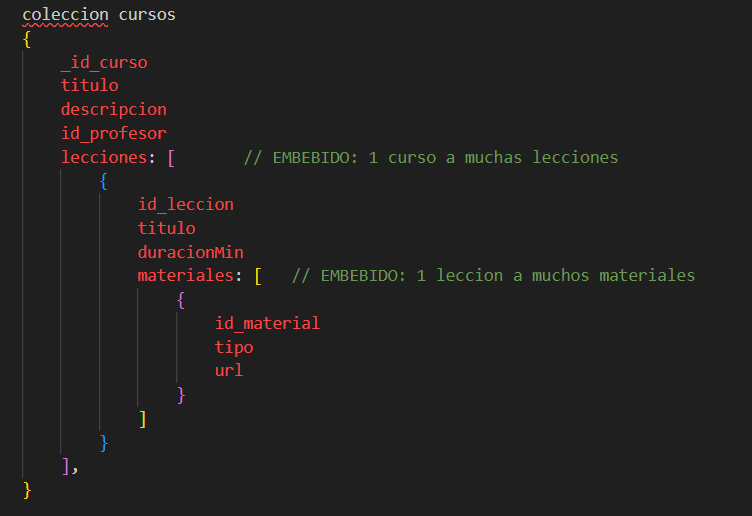 coleccion cursos
{
    _id_curso
    titulo
    descripcion
    id_profesor
    lecciones: [       // EMBEBIDO: 1 curso a muchas lecciones
        {
            id_leccion
            titulo
            duracionMin
            materiales: [   // EMBEBIDO: 1 leccion a muchos materiales
                {
                    id_material
                    tipo
                    url
                }
            ]
        }
    ],
}